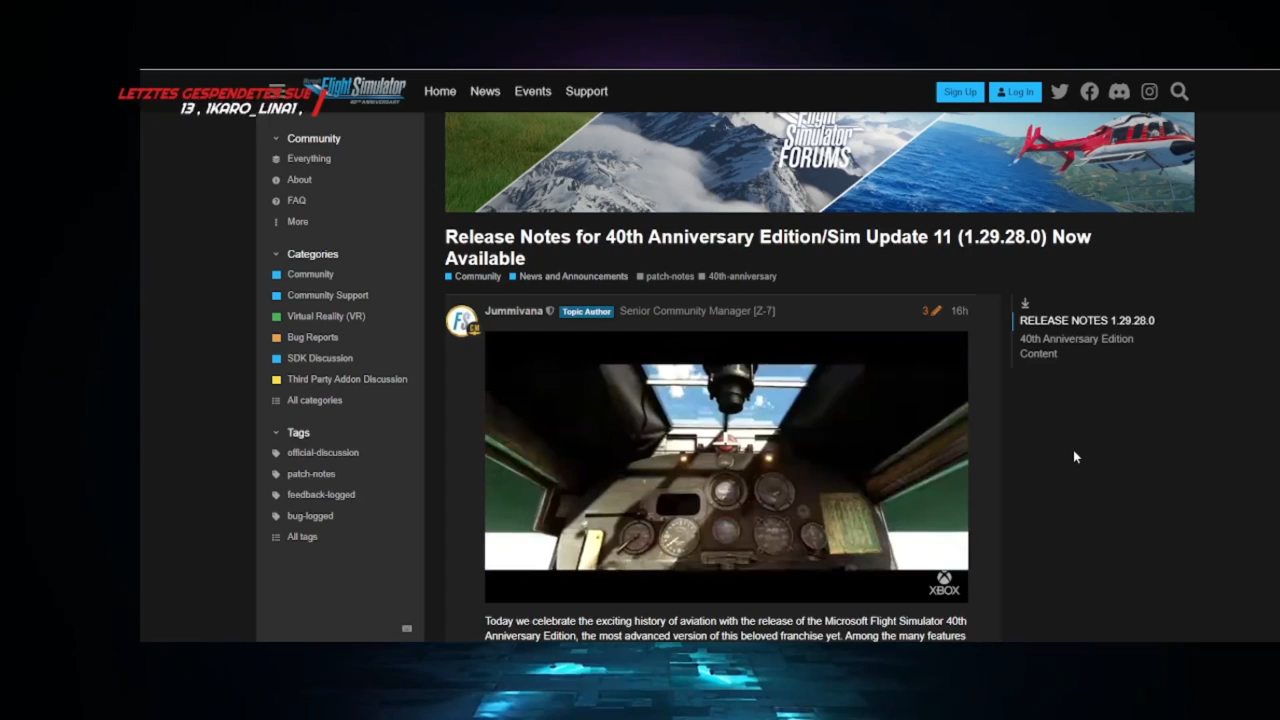 LETZTES GESPENDETES SUB
13 , IKARO_LINA1 ,
Microsoft
Flight Simulator
40TH ANNIVERSARY
Home
News
Events
Support
Sign Up
Log In
Community
Everything
About
FAQ
More
Categories
Community
Community Support
Virtual Reality (VR)
Bug Reports
SDK Discussion
Third Party Addon Discussion
All categories
Tags
official-discussion
patch-notes
feedback-logged
bug-logged
All tags
Flight
Simulator
FORUMS
Release Notes for 40th Anniversary Edition/Sim Update 11 (1.29.28.0) Now
Available
Community
News and Announcements
patch-notes
40th-anniversary
FS
CM
Jummivana
Topic Author
Senior Community Manager [Z-7]
3
16h
XBOX
Today we celebrate the exciting history of aviation with the release of the Microsoft Flight Simulator 40th
Anniversary Edition, the most advanced version of this beloved franchise yet. Among the many features
RELEASE NOTES 1.29.28.0
40th Anniversary Edition
Content